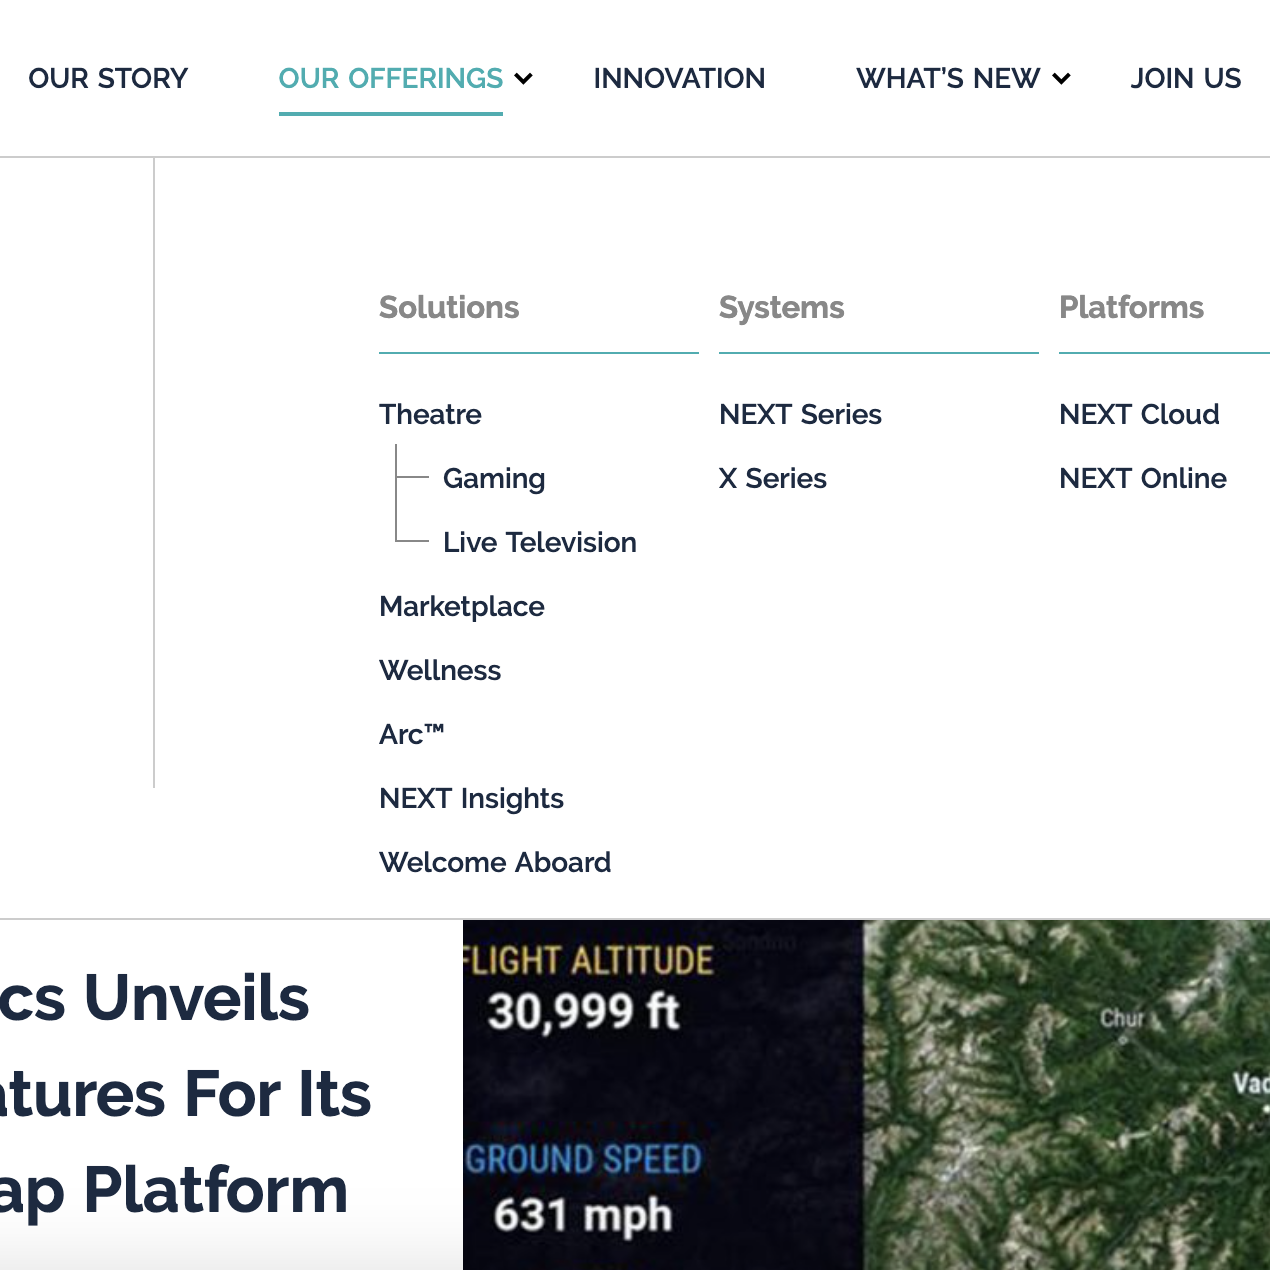 OUR STORY
OUR OFFERINGS
INNOVATION
WHAT'S NEW
JOIN US
Solutions
Theatre
Gaming
Live Television
Marketplace
Wellness
Arc™
NEXT Insights
Welcome Aboard
Systems
NEXT Series
X Series
Platforms
NEXT Cloud
NEXT Online
cs Unveils
atures For Its
ap Platform
FLIGHT ALTITUDE
30,999 ft
GROUND SPEED
631 mph
Sondrio
Chur
Vad